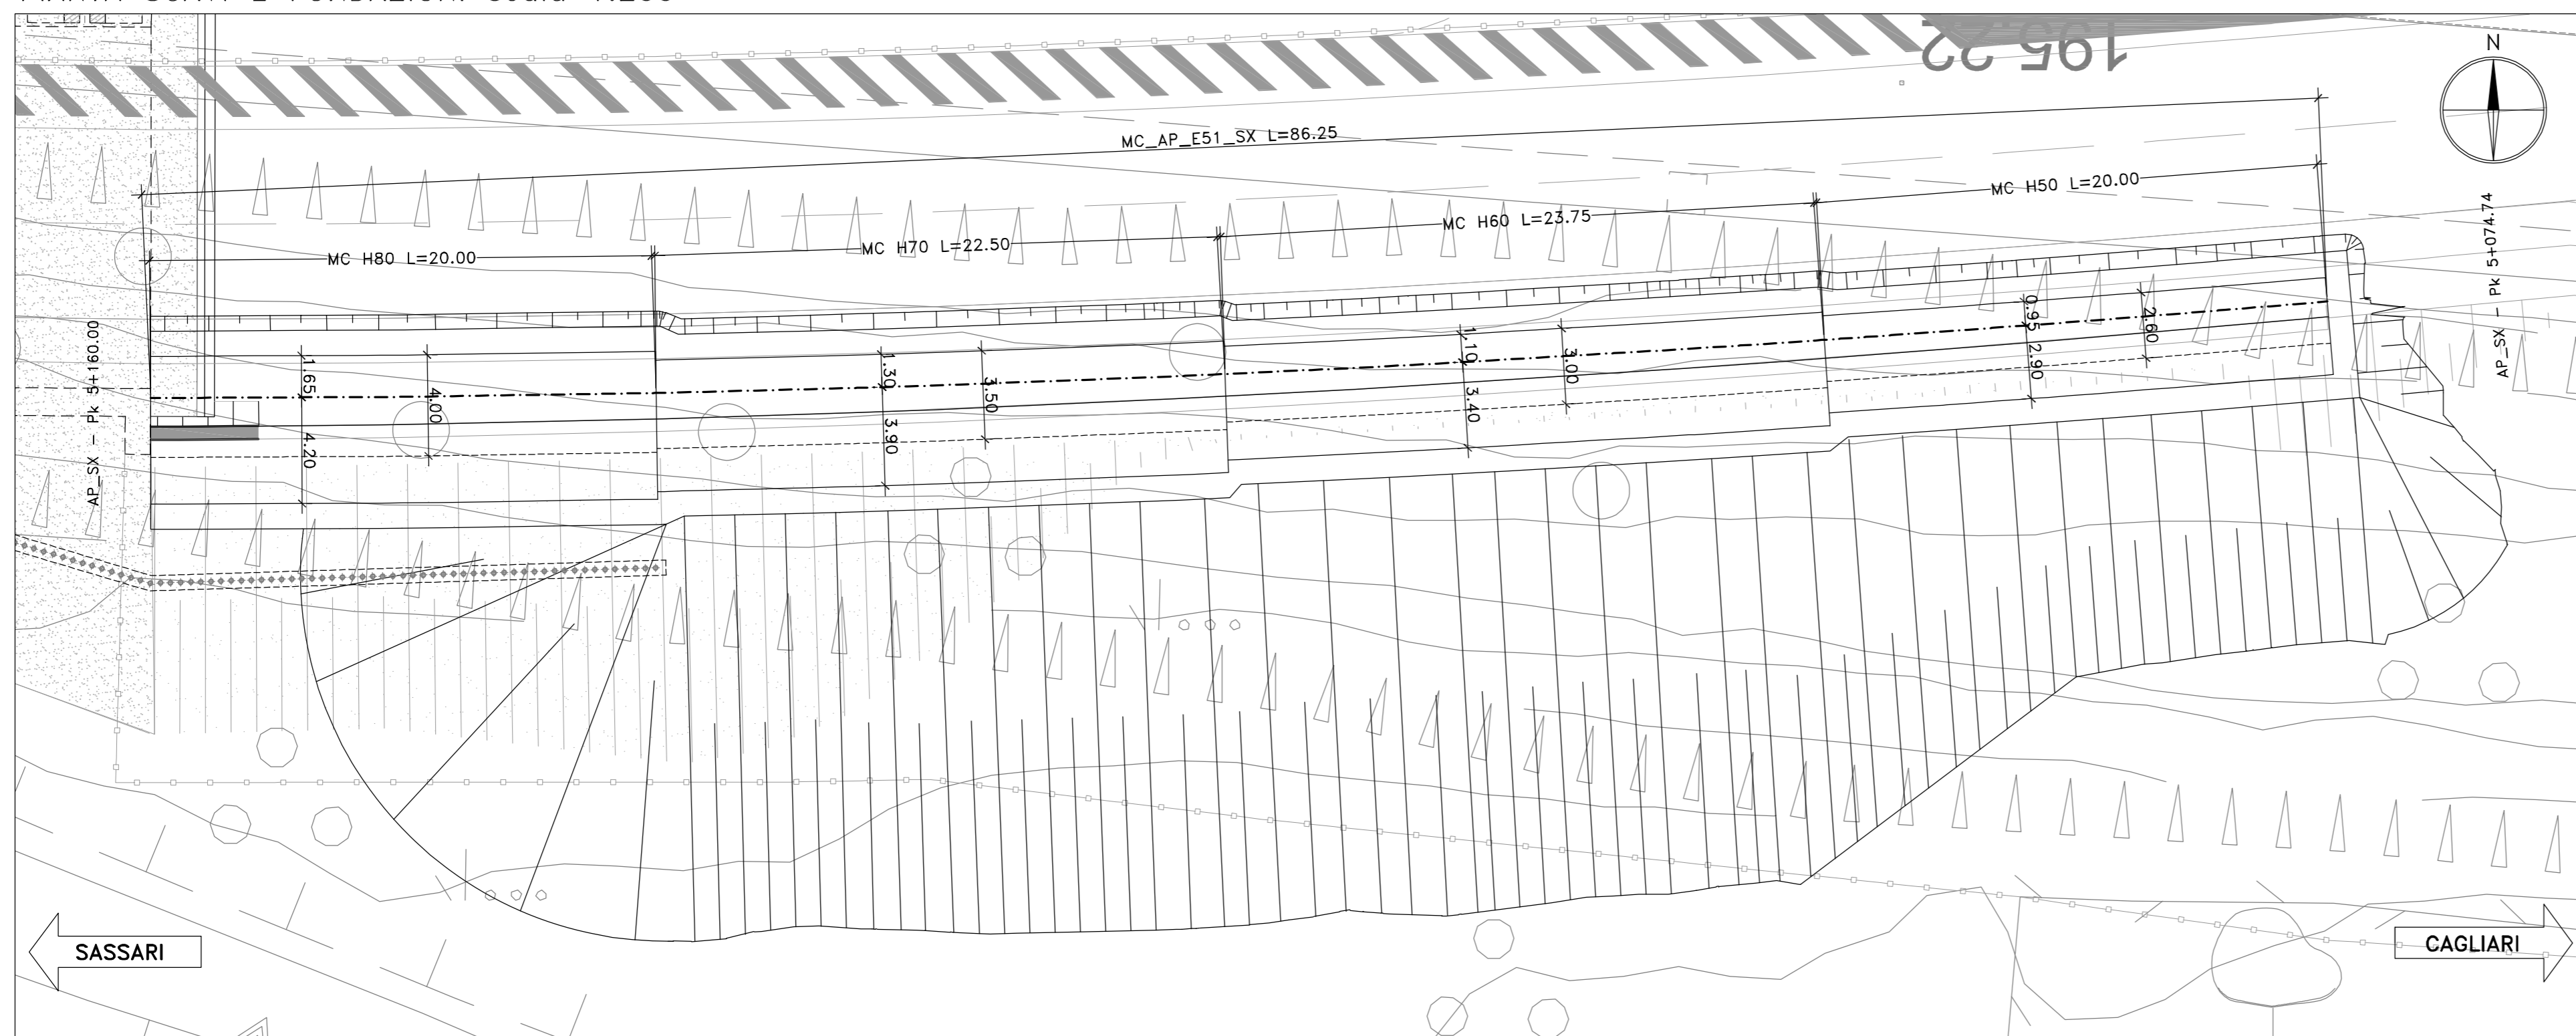 195 22
N
MC_AP_E51_SX L=86.25
MC H50 L=20.00
MC H60 L=23.75
MC H70 L=22.50
MC H80 L=20.00
AP_SX - Pk 5+160.00
AP_SX - Pk 5+074.74
1.65
4.00
4.20
1.30
3.50
3.90
1.10
3.00
3.40
0.95
2.60
2.90
SASSARI
CAGLIARI